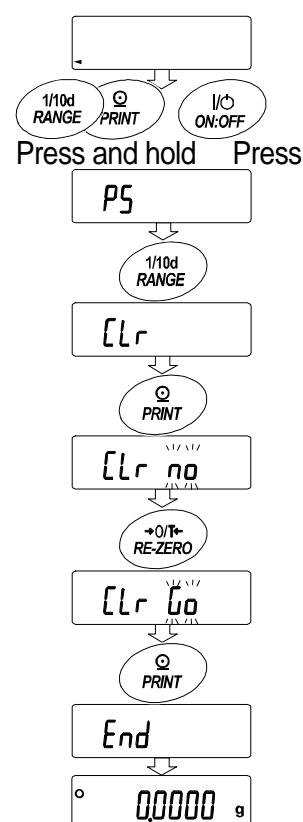 1/10d
RANGE
PRINT
ON:OFF
Press and hold Press
PS
1/10d
RANGE
CLr
PRINT
CLr no
→0/T←
RE-ZERO
CLr Go
PRINT
End
0.0000 g